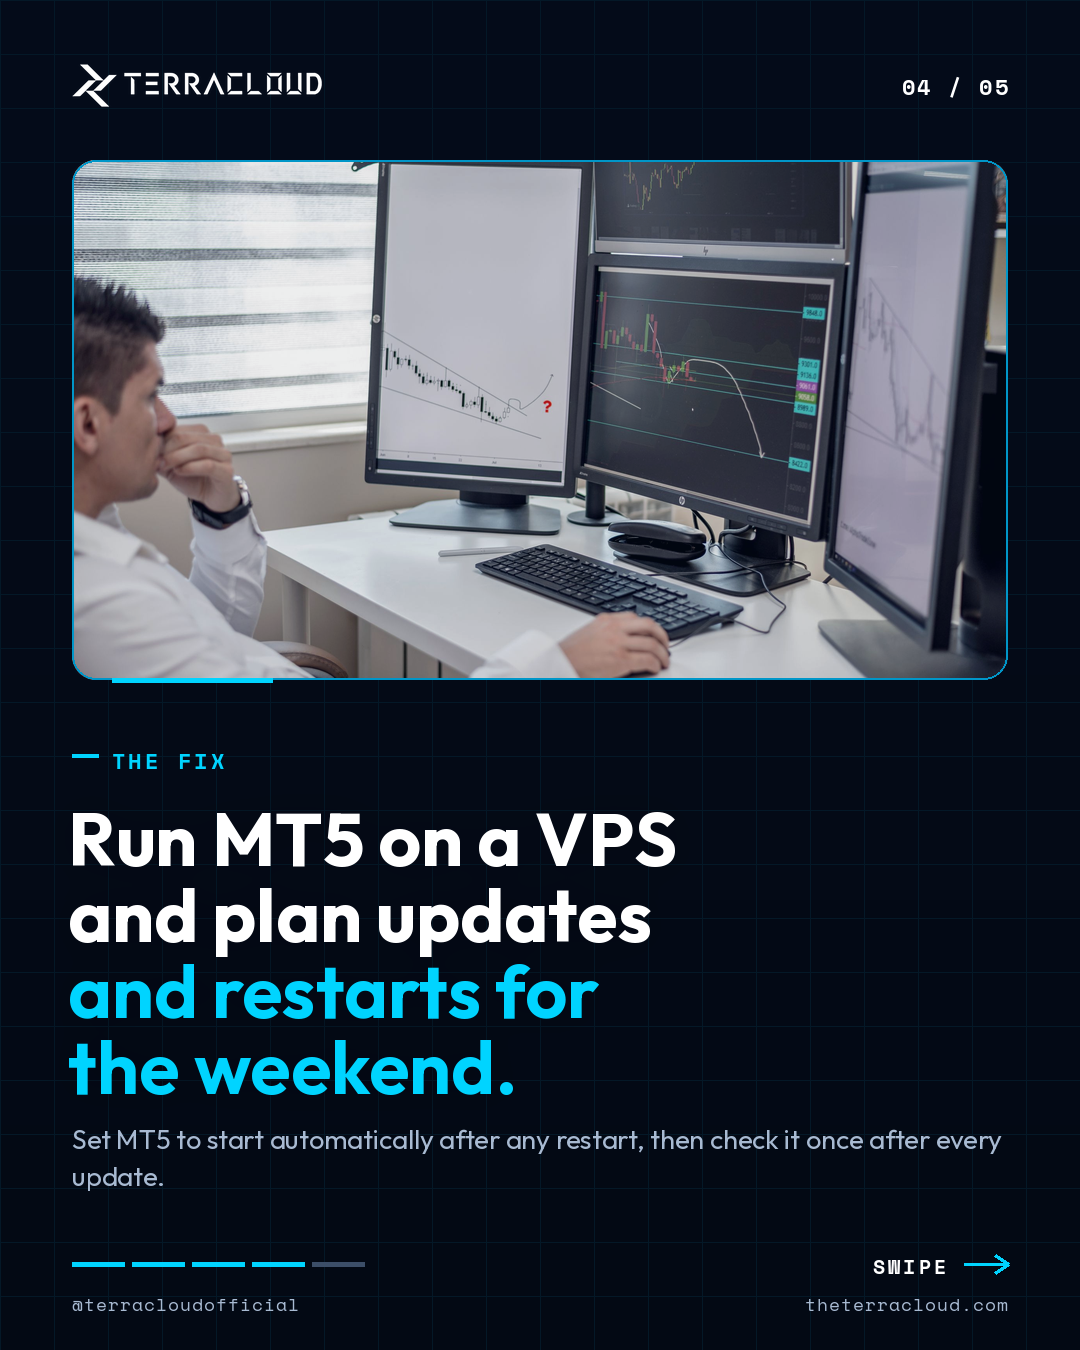 TERRACLOUD
04 / 05
?
THE FIX
Run MT5 on a VPS
and plan updates
and restarts for
the weekend.
Set MT5 to start automatically after any restart, then check it once after every
update.
SWIPE
@terracloudofficial
theterracloud.com